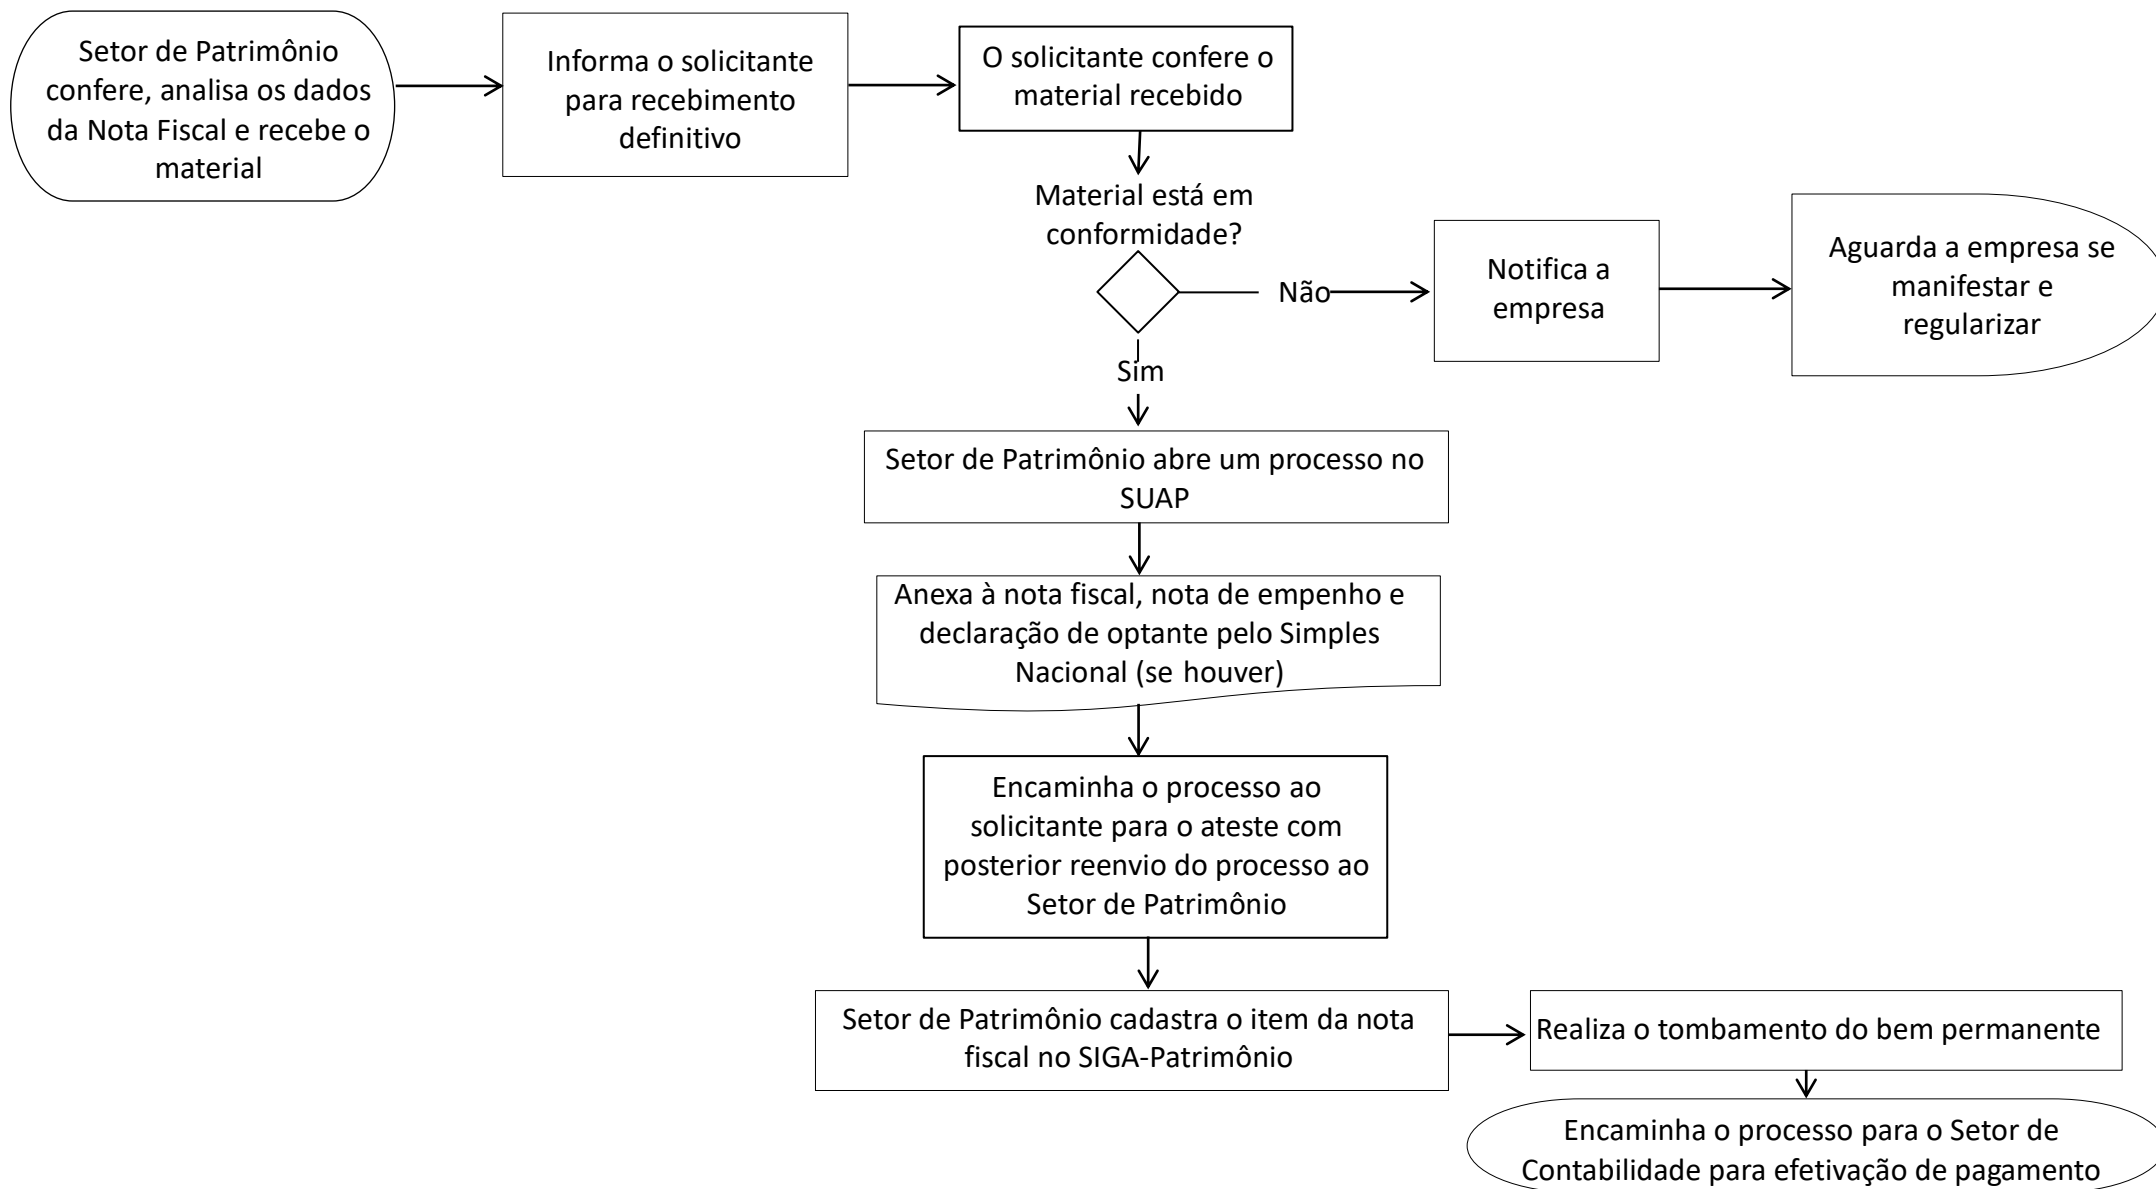 Setor de Patrimônio
confere, analisa os dados
da Nota Fiscal e recebe o
material
Informa o solicitante
para recebimento
definitivo
O solicitante confere o
material recebido
Material está em
conformidade?
Não
Notifica a
empresa
Aguarda a empresa se
manifestar e
regularizar
Sim
Setor de Patrimônio abre um processo no
SUAP
Anexa à nota fiscal, nota de empenho e
declaração de optante pelo Simples
Nacional (se houver)
Encaminha o processo ao
solicitante para o ateste com
posterior reenvio do processo ao
Setor de Patrimônio
Setor de Patrimônio cadastra o item da nota
fiscal no SIGA-Patrimônio
Realiza o tombamento do bem permanente
Encaminha o processo para o Setor de
Contabilidade para efetivação de pagamento